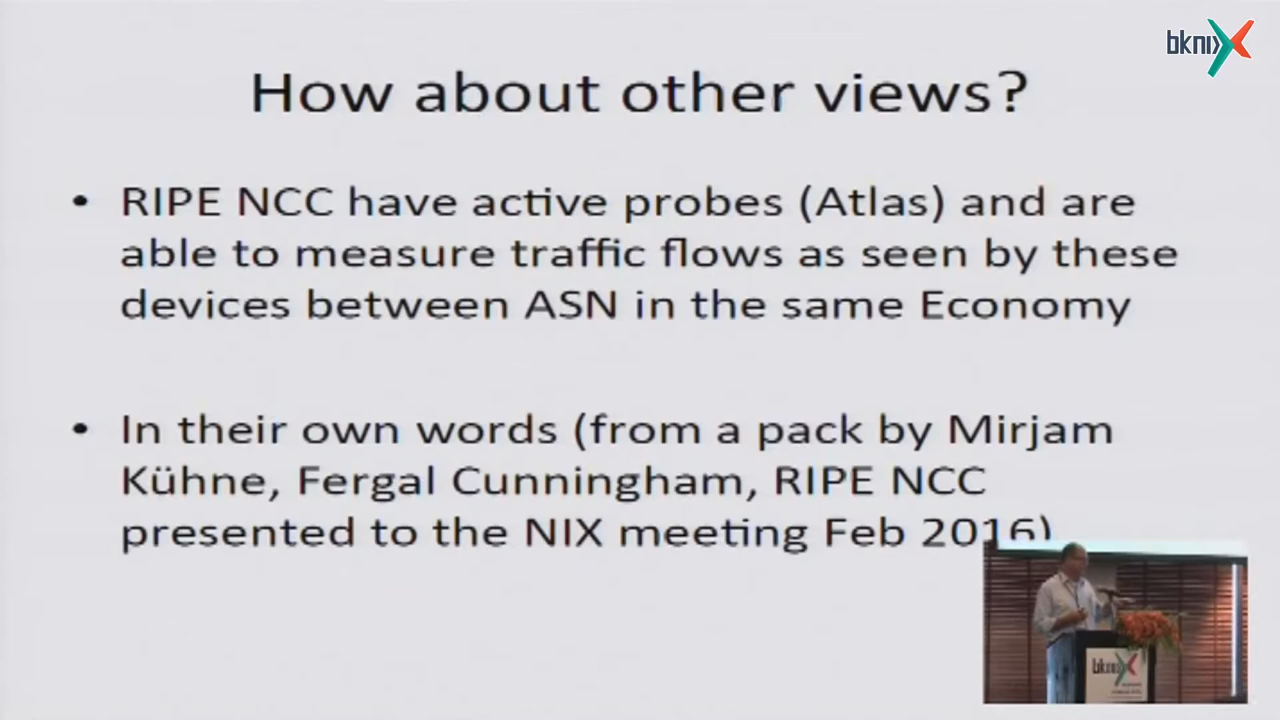 bknix
How about other views?
• RIPE NCC have active probes (Atlas) and are
able to measure traffic flows as seen by these
devices between ASN in the same Economy
• In their own words (from a pack by Mirjam
Kühne, Fergal Cunningham, RIPE NCC
presented to the NIX meeting Feb 2016)
bknix